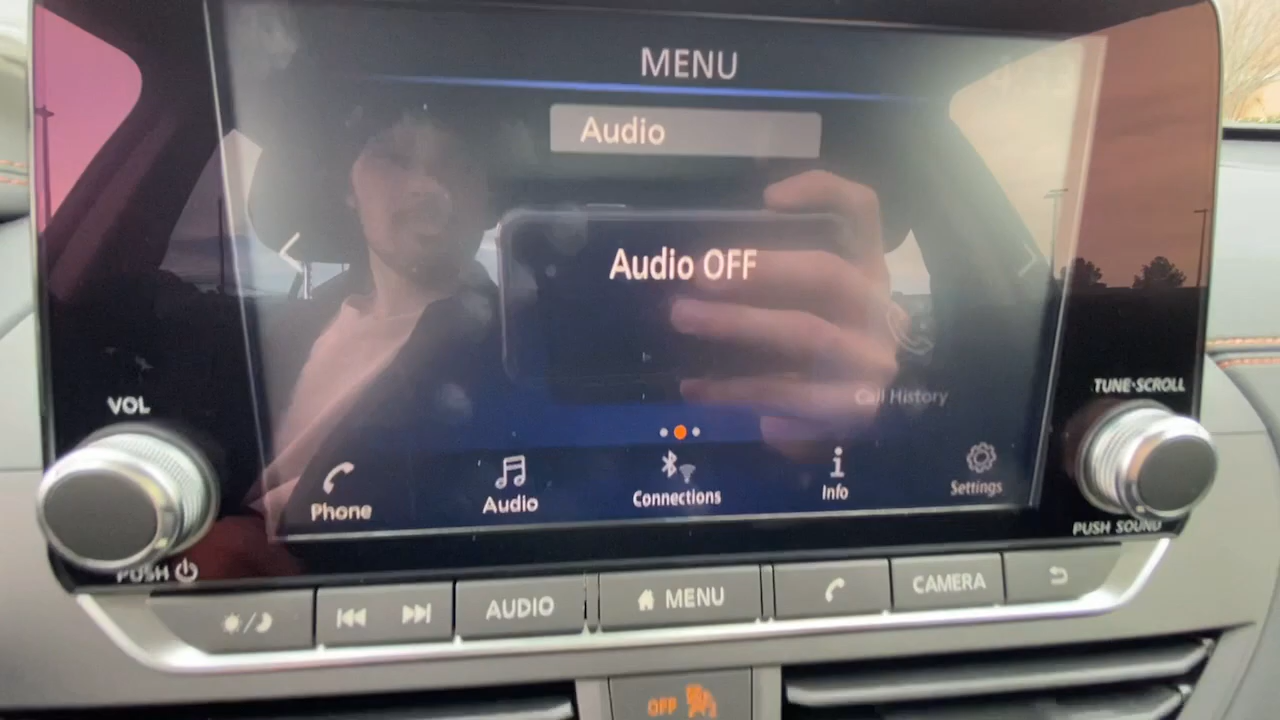 MENU
Audio
Audio OFF
Call History
Phone
Audio
Connections
Info
Settings
VOL
PUSH
TUNE•SCROLL
PUSH SOUND
AUDIO
MENU
CAMERA
OFF